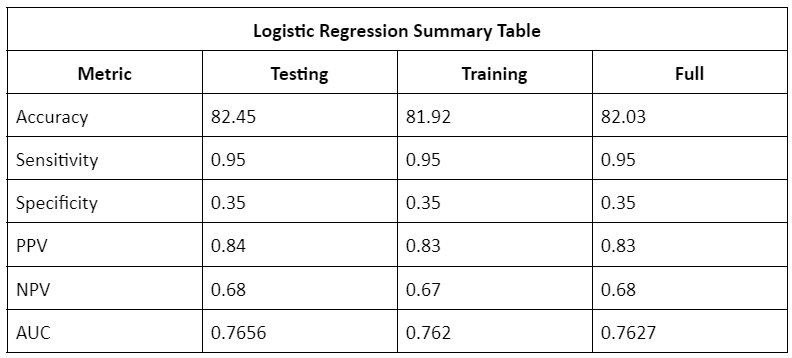 Logistic Regression Summary Table
Metric Testing Training Full
Accuracy 82.45 81.92 82.03
Sensitivity 0.95 0.95 0.95
Specificity 0.35 0.35 0.35
PPV 0.84 0.83 0.83
NPV 0.68 0.67 0.68
AUC 0.7656 0.762 0.7627